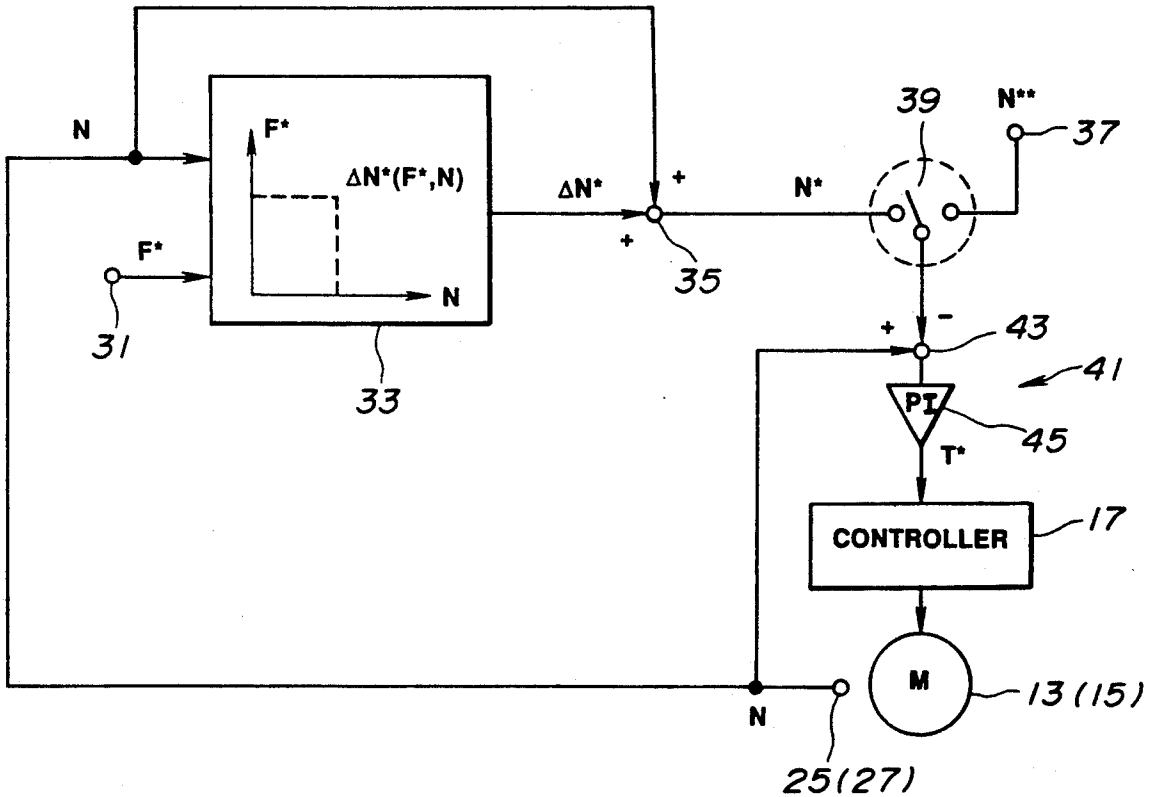 39
N**
37
N
F*
ΔN*(F*,N)
ΔN*
+
N*
+
35
F*
N
31
33
+
−
43
41
PI
45
T*
17
CONTROLLER
M
13(15)
N
25(27)